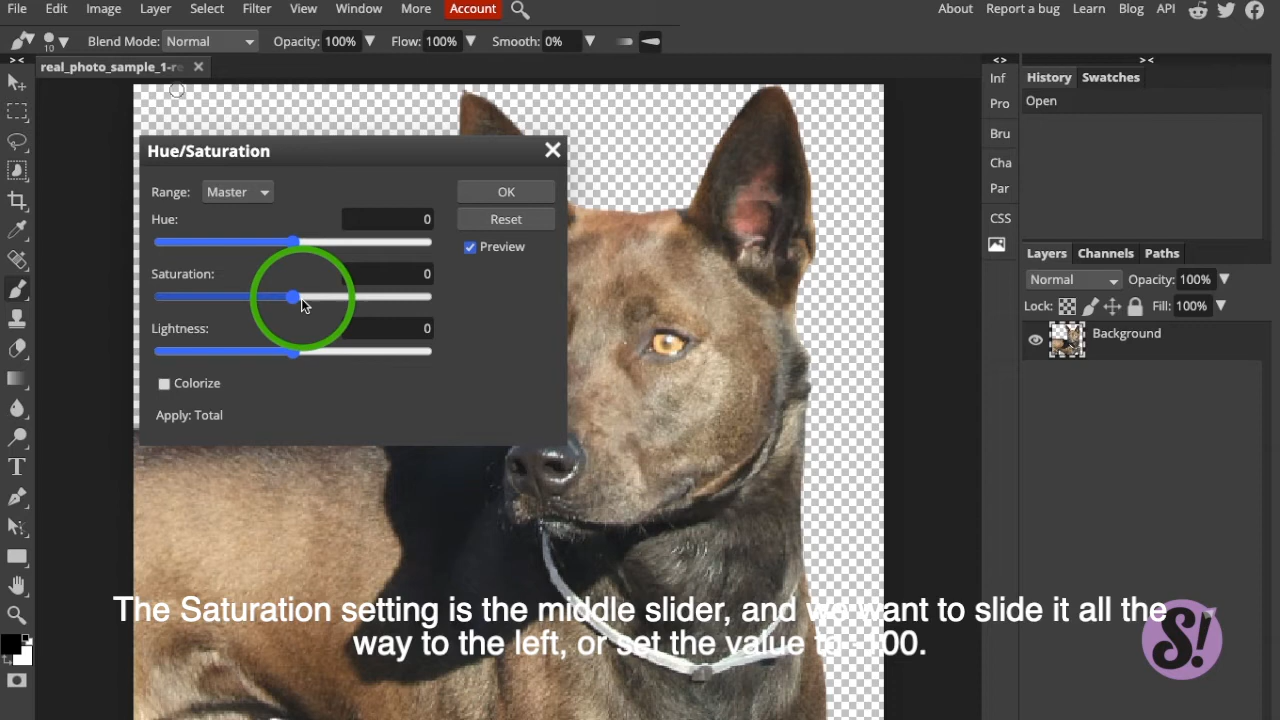 File Edit Image Layer Select Filter View Window More Account About Report a bug Learn Blog API
10 Blend Mode: Normal Opacity: 100% Flow: 100% Smooth: 0%
> < real_photo_sample_1-re × <> > <
Inf History Swatches
Pro Open
Bru
Cha
Par
CSS
Hue/Saturation
Range: Master OK
Hue: 0 Reset
Preview
Saturation: 0
Lightness: 0
Colorize
Apply: Total
Layers Channels Paths
Normal Opacity: 100%
Lock: Fill: 100%
Background
The Saturation setting is the middle slider, and we want to slide it all the
way to the left, or set the value to -100.
S!